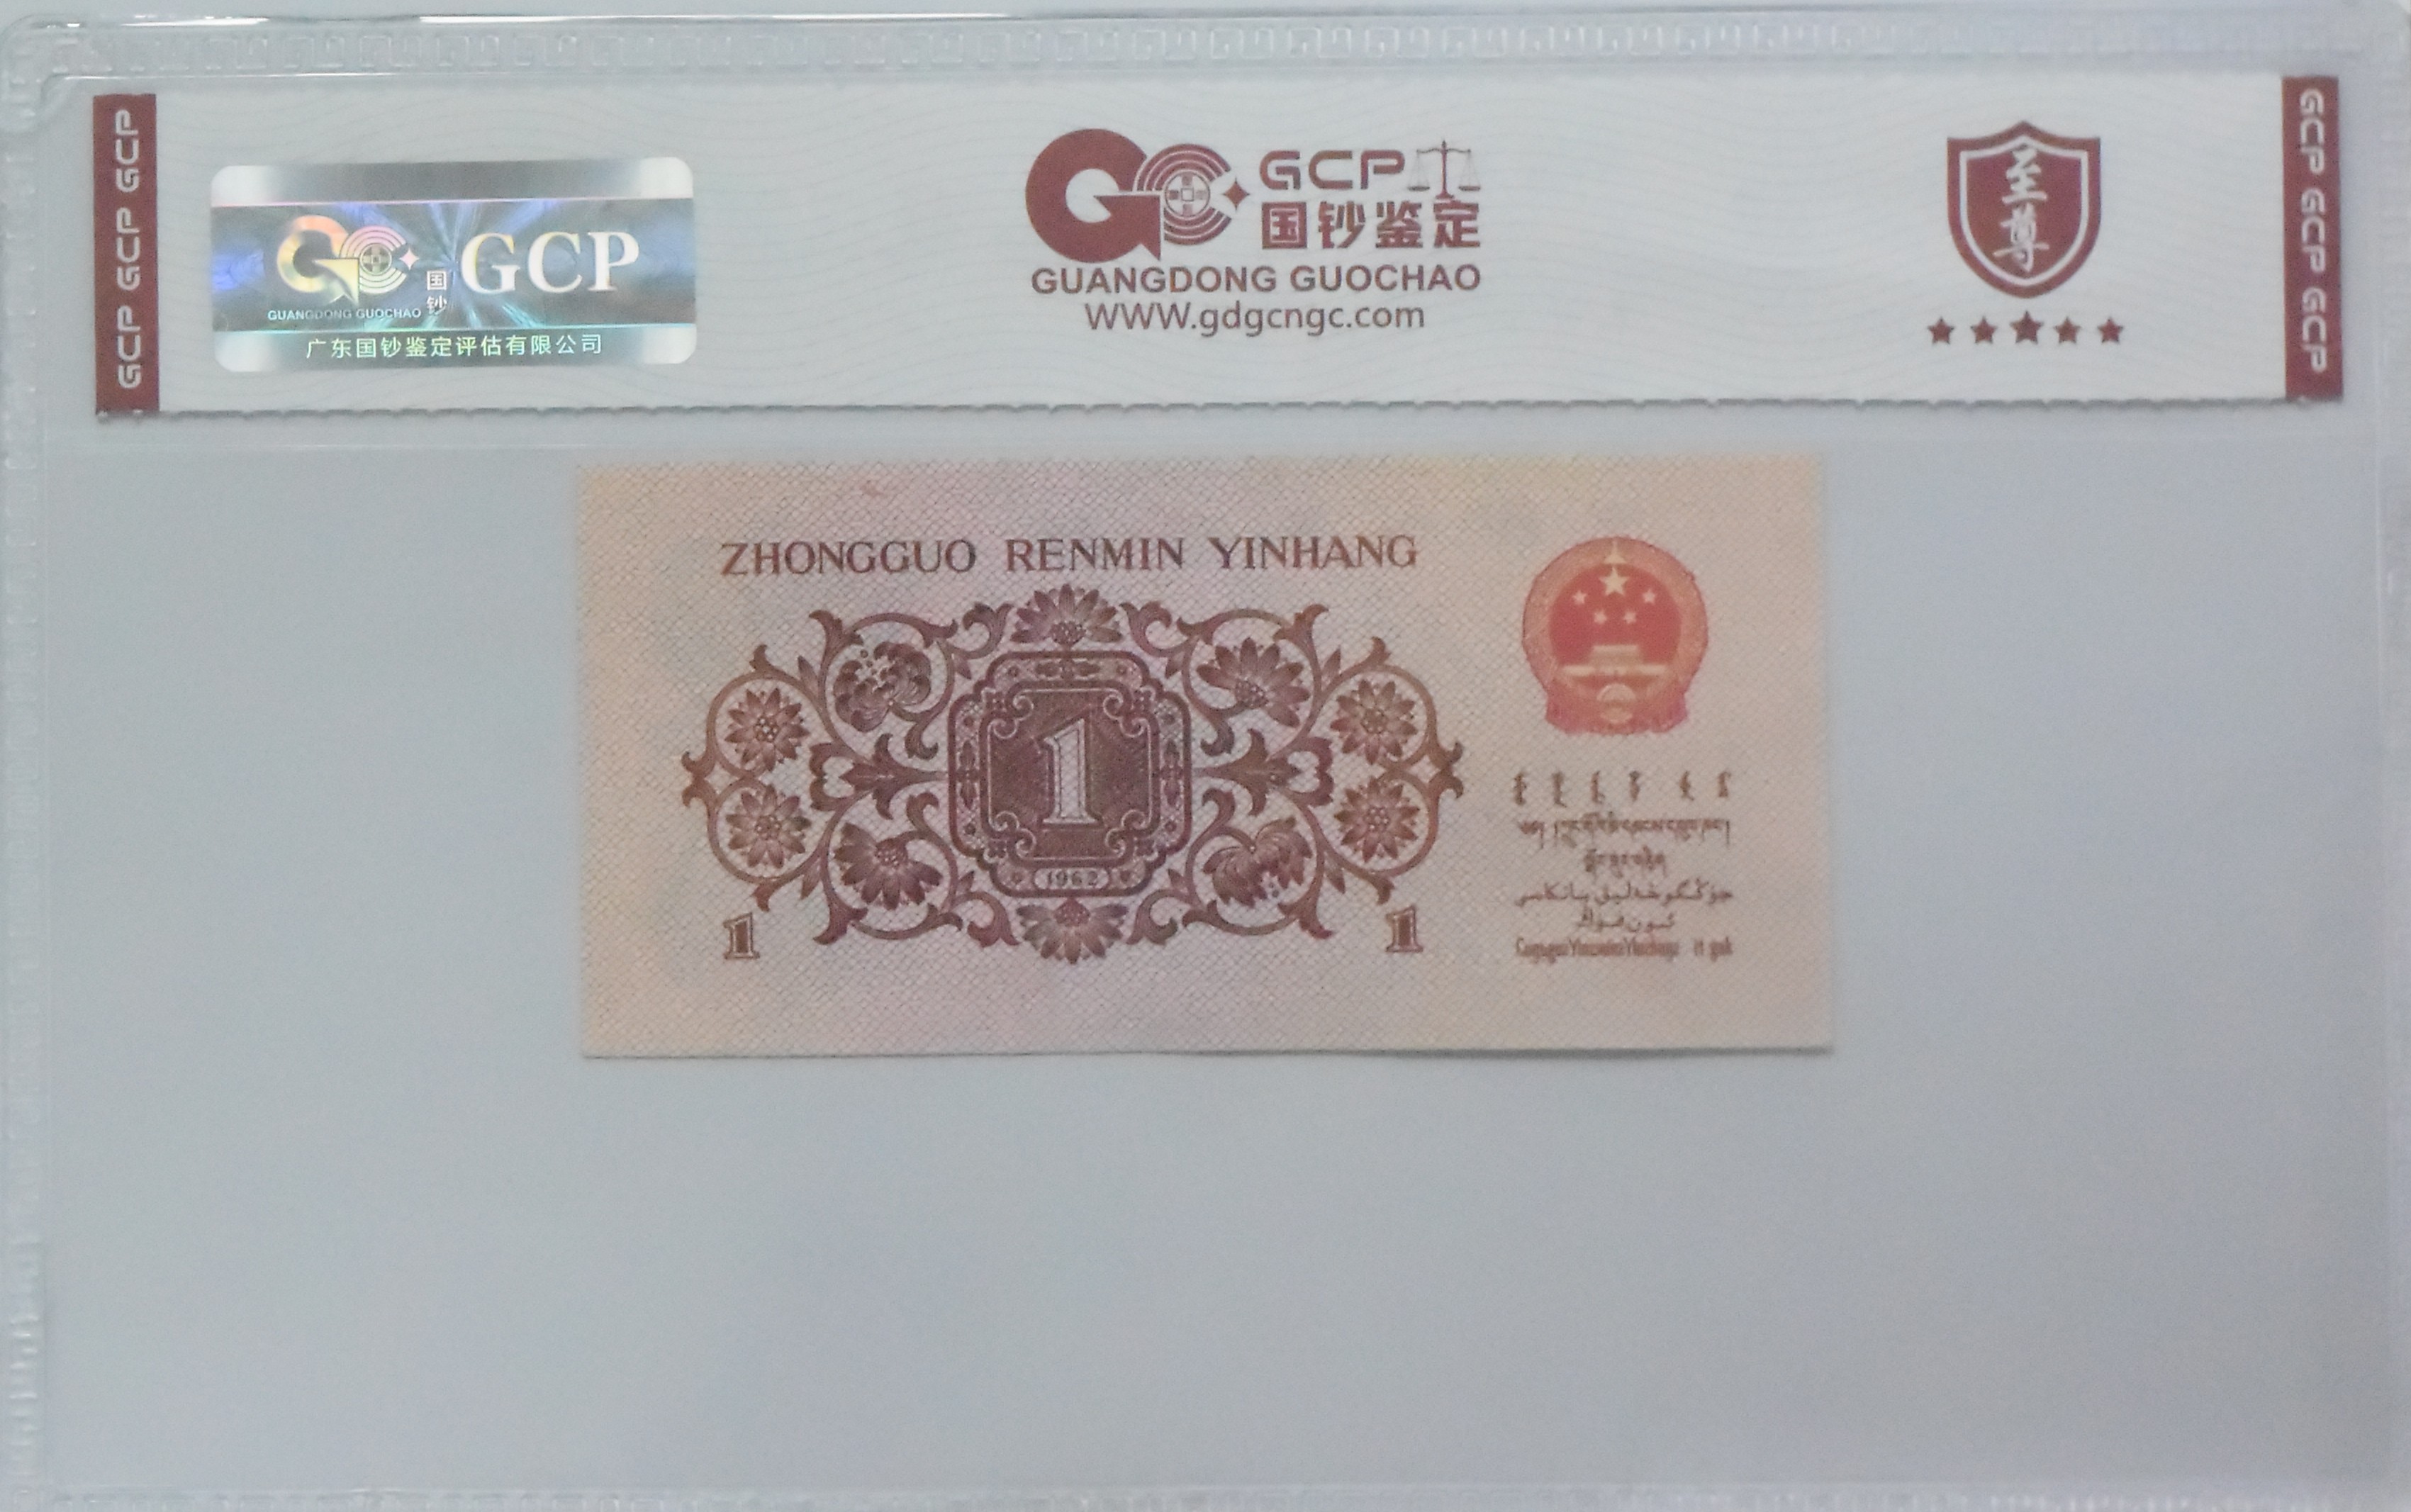 GCP GCP GCP
GCP
国钞
GUANGDONG GUOCHAO
广东国钞鉴定评估有限公司
GCP
国钞鉴定
GUANGDONG GUOCHAO
WWW.gdgcngc.com
至尊
GCP GCP GCP
ZHONGGUO RENMIN YINHANG
1
1962
1 1